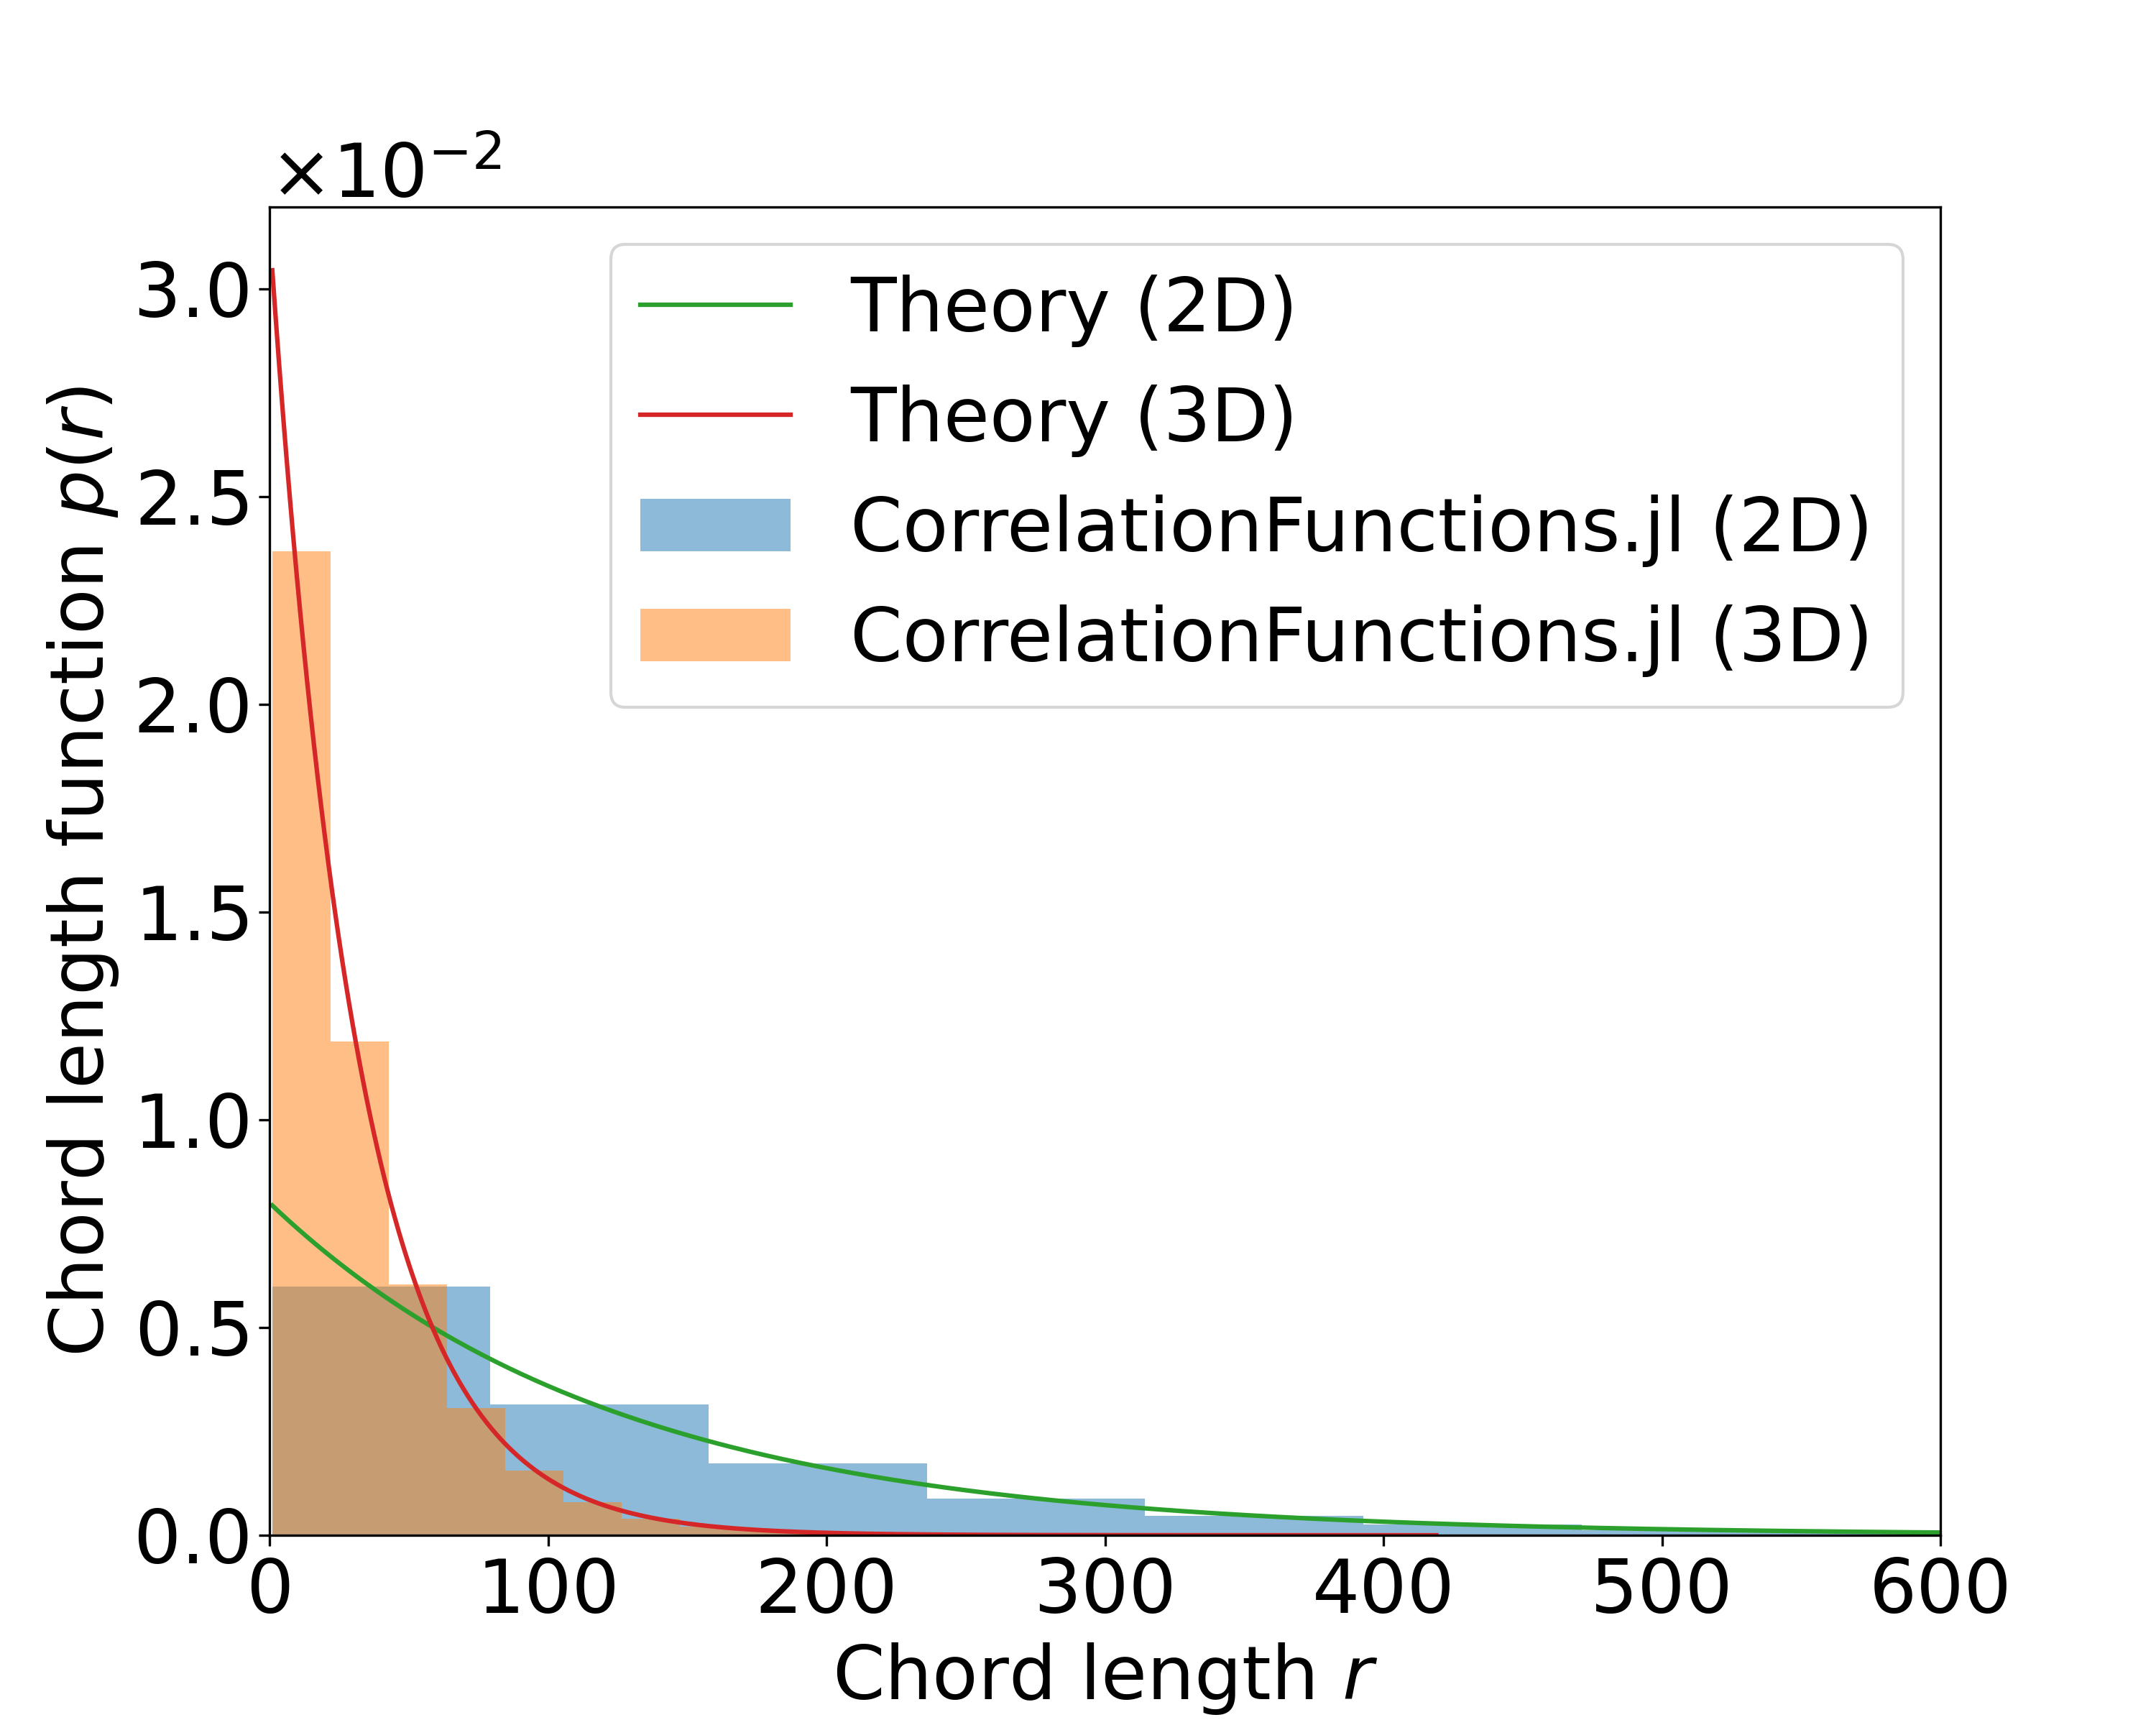 ×10⁻²
3.0
2.5
2.0
1.5
1.0
0.5
0.0
Chord length function p(r)
Theory (2D)
Theory (3D)
CorrelationFunctions.jl (2D)
CorrelationFunctions.jl (3D)
0 100 200 300 400 500 600
Chord length r